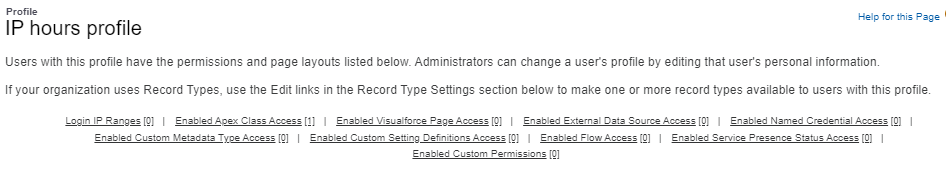 Profile
IP hours profile
Help for this Page
Users with this profile have the permissions and page layouts listed below. Administrators can change a user's profile by editing that user's personal information.
If your organization uses Record Types, use the Edit links in the Record Type Settings section below to make one or more record types available to users with this profile.
Login IP Ranges [0] | Enabled Apex Class Access [1] | Enabled Visualforce Page Access [0] | Enabled External Data Source Access [0] | Enabled Named Credential Access [0] |
Enabled Custom Metadata Type Access [0] | Enabled Custom Setting Definitions Access [0] | Enabled Flow Access [0] | Enabled Service Presence Status Access [0] |
Enabled Custom Permissions [0]